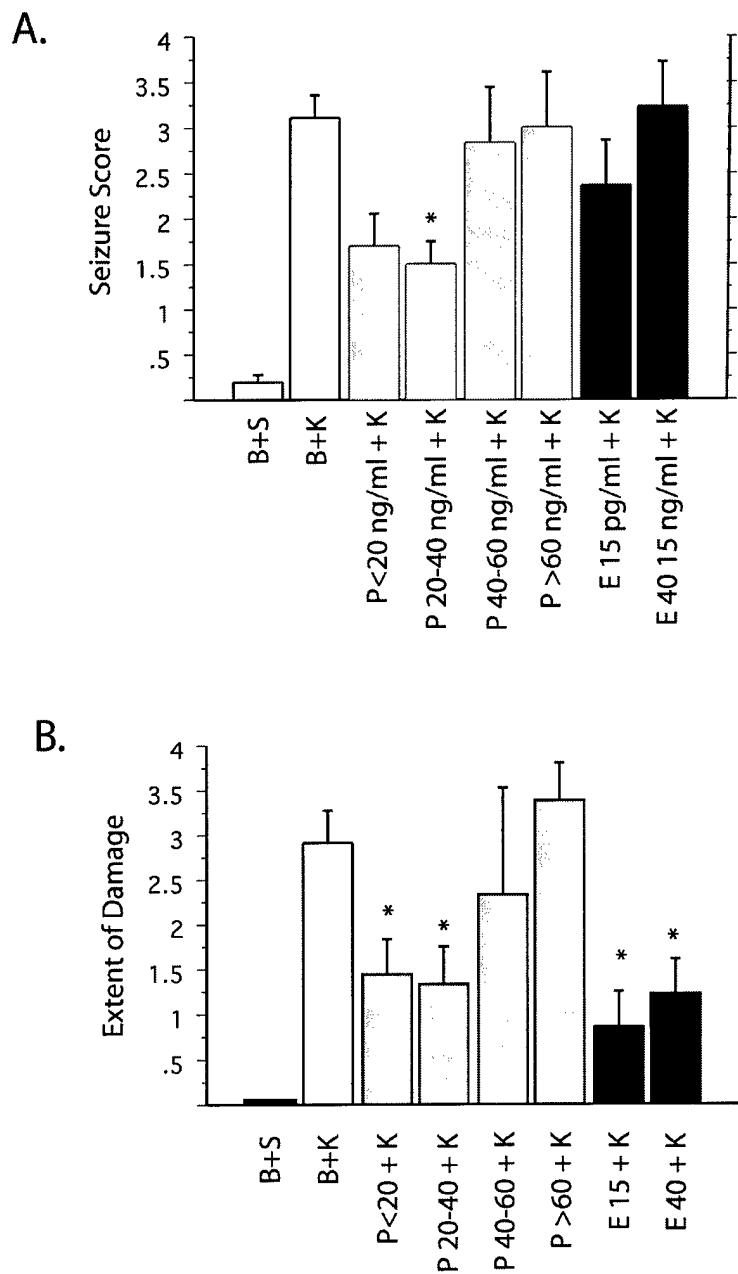 A.
Seizure Score
4
3.5
3
2.5
2
1.5
1
.5
*
B+S
B+K
P<20 ng/ml + K
P 20-40 ng/ml + K
P 40-60 ng/ml + K
P >60 ng/ml + K
E 15 pg/ml + K
E 40 15 ng/ml + K
B.
Extent of Damage
4
3.5
3
2.5
2
1.5
1
.5
*
*
*
*
B+S
B+K
P<20 + K
P 20-40 + K
P 40-60 + K
P >60 + K
E 15 + K
E 40 + K